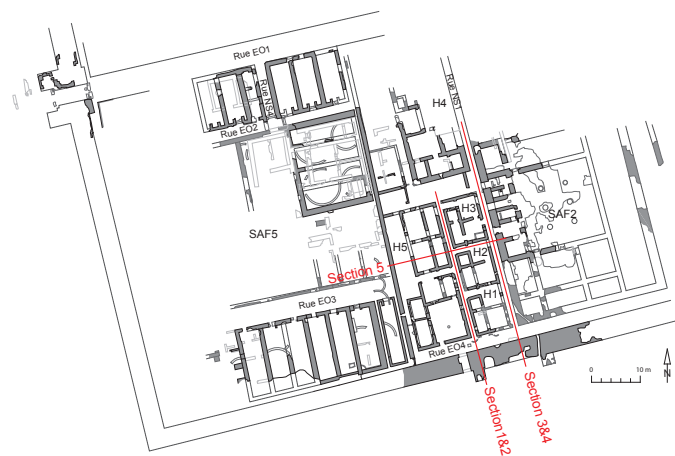 Rue EO1
Rue NS4
Rue EO2
H4
Rue NS1
SAF5
SAF2
H3
H5
H2
Section 5
H1
Rue EO3
Rue EO4
Section1&2
Section 3&4
0
10 m
N